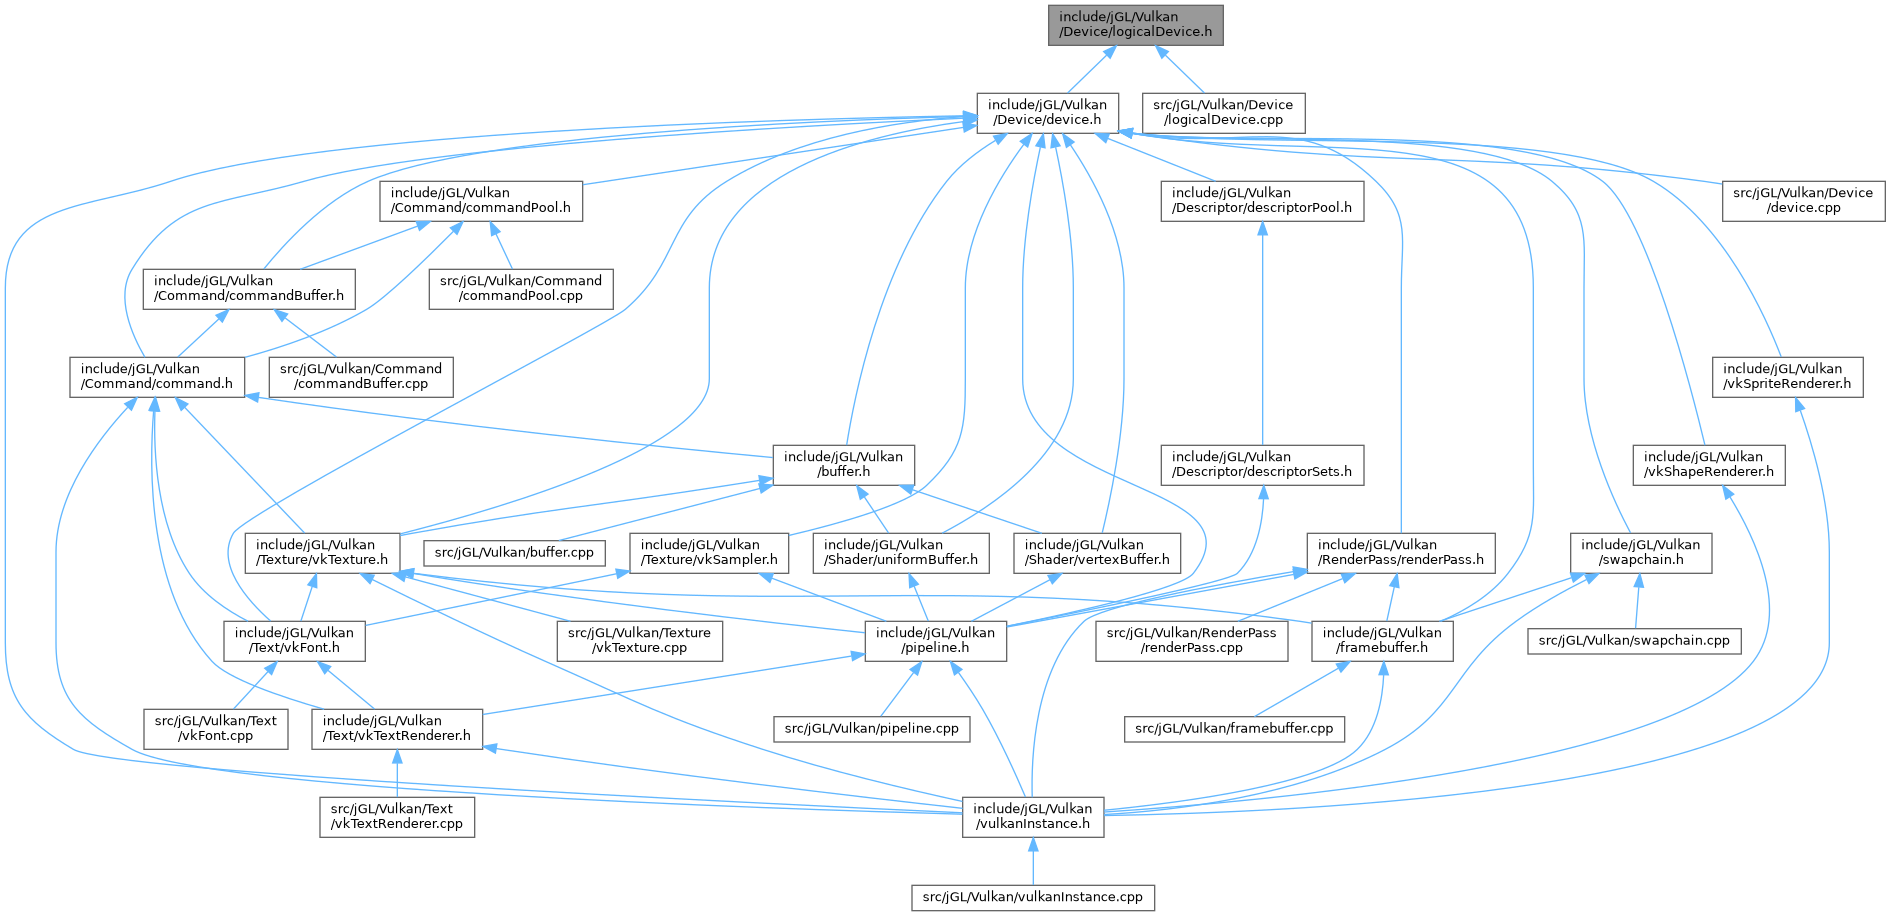 include/jGL/Vulkan
/Device/logicalDevice.h
include/jGL/Vulkan
/Device/device.h
src/jGL/Vulkan/Device
/logicalDevice.cpp
include/jGL/Vulkan
/Command/commandPool.h
include/jGL/Vulkan
/Descriptor/descriptorPool.h
src/jGL/Vulkan/Device
/device.cpp
include/jGL/Vulkan
/Command/commandBuffer.h
src/jGL/Vulkan/Command
/commandPool.cpp
include/jGL/Vulkan
/Command/command.h
src/jGL/Vulkan/Command
/commandBuffer.cpp
include/jGL/Vulkan
/vkSpriteRenderer.h
include/jGL/Vulkan
/buffer.h
include/jGL/Vulkan
/Descriptor/descriptorSets.h
include/jGL/Vulkan
/vkShapeRenderer.h
include/jGL/Vulkan
/Texture/vkTexture.h
src/jGL/Vulkan/buffer.cpp
include/jGL/Vulkan
/Texture/vkSampler.h
include/jGL/Vulkan
/Shader/uniformBuffer.h
include/jGL/Vulkan
/Shader/vertexBuffer.h
include/jGL/Vulkan
/RenderPass/renderPass.h
include/jGL/Vulkan
/swapchain.h
include/jGL/Vulkan
/Text/vkFont.h
src/jGL/Vulkan/Texture
/vkTexture.cpp
include/jGL/Vulkan
/pipeline.h
src/jGL/Vulkan/RenderPass
/renderPass.cpp
include/jGL/Vulkan
/framebuffer.h
src/jGL/Vulkan/swapchain.cpp
src/jGL/Vulkan/Text
/vkFont.cpp
include/jGL/Vulkan
/Text/vkTextRenderer.h
src/jGL/Vulkan/pipeline.cpp
src/jGL/Vulkan/framebuffer.cpp
src/jGL/Vulkan/Text
/vkTextRenderer.cpp
include/jGL/Vulkan
/vulkanInstance.h
src/jGL/Vulkan/vulkanInstance.cpp